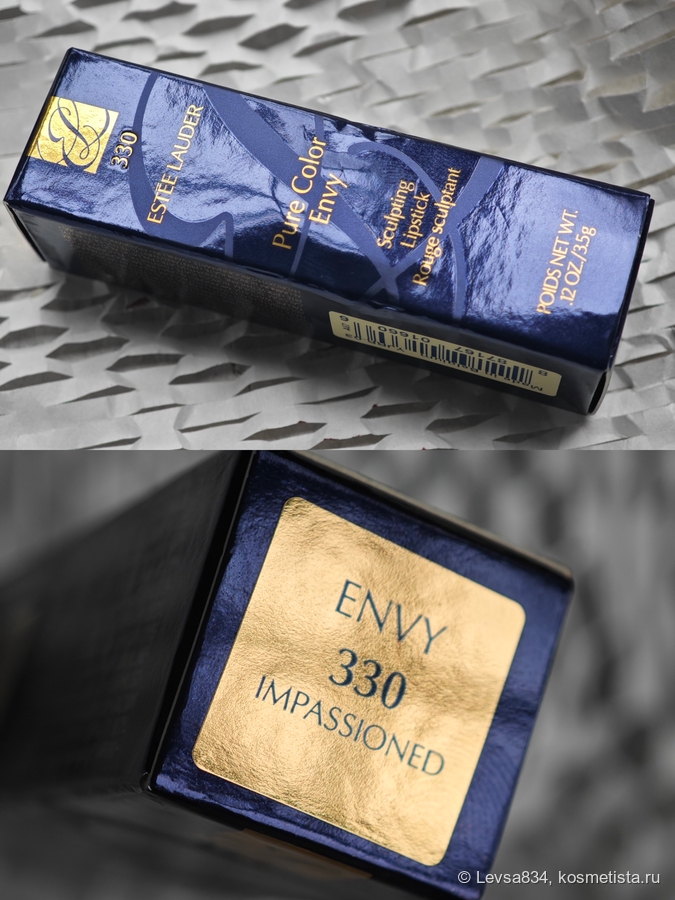 330
ESTĒE LAUDER
Pure Color
Envy
Sculpting
Lipstick
Rouge sculptant
POIDS NET WT.
.12 OZ./3.5g
ENVY
330
IMPASSIONED
© Levsa834, kosmetista.ru